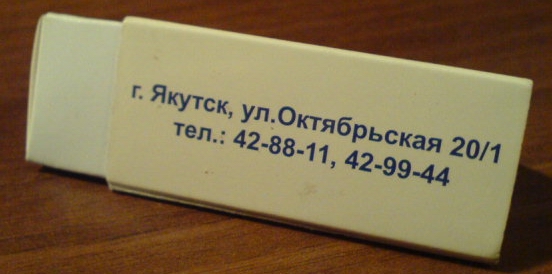 г. Якутск, ул.Октябрьская 20/1
тел.: 42-88-11, 42-99-44